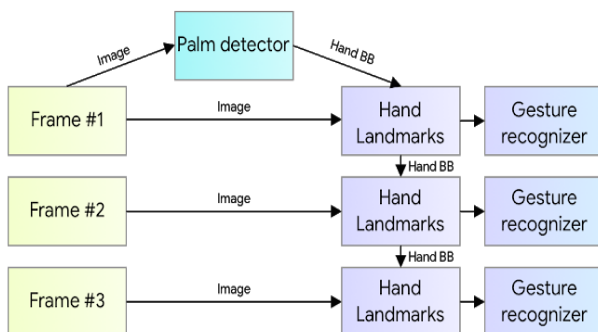 Palm detector
Image
Hand BB
Frame #1
Image
Hand
Landmarks
Gesture
recognizer
Hand BB
Frame #2
Image
Hand
Landmarks
Gesture
recognizer
Hand BB
Frame #3
Image
Hand
Landmarks
Gesture
recognizer